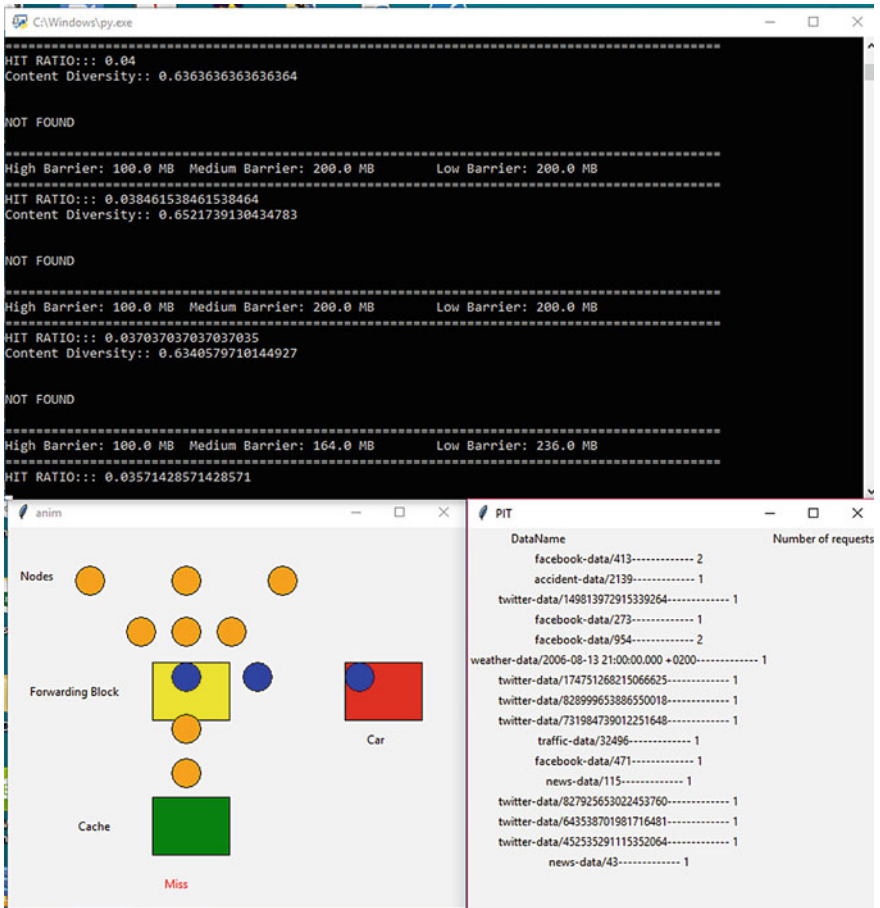 C:\Windows\py.exe
==============================================================================================
HIT RATIO::: 0.04
Content Diversity:: 0.6363636363636364
NOT FOUND
==============================================================================================
High Barrier: 100.0 MB  Medium Barrier: 200.0 MB        Low Barrier: 200.0 MB
==============================================================================================
HIT RATIO::: 0.038461538461538464
Content Diversity:: 0.6521739130434783
NOT FOUND
==============================================================================================
High Barrier: 100.0 MB  Medium Barrier: 200.0 MB        Low Barrier: 200.0 MB
==============================================================================================
HIT RATIO::: 0.037037037037037035
Content Diversity:: 0.6340579710144927
NOT FOUND
==============================================================================================
High Barrier: 100.0 MB  Medium Barrier: 164.0 MB        Low Barrier: 236.0 MB
==============================================================================================
HIT RATIO::: 0.03571428571428571
anim
Nodes
Forwarding Block
Car
Cache
Miss
PIT
DataName Number of requests
facebook-data/413------------- 2
accident-data/2139------------- 1
twitter-data/149813972915339264------------- 1
facebook-data/273------------- 1
facebook-data/954------------- 2
weather-data/2006-08-13 21:00:00.000 +0200------------- 1
twitter-data/174751268215066625------------- 1
twitter-data/828999653886550018------------- 1
twitter-data/731984739012251648------------- 1
traffic-data/32496------------- 1
facebook-data/471------------- 1
news-data/115------------- 1
twitter-data/827925653022453760------------- 1
twitter-data/643538701981716481------------- 1
twitter-data/452535291115352064------------- 1
news-data/43------------- 1